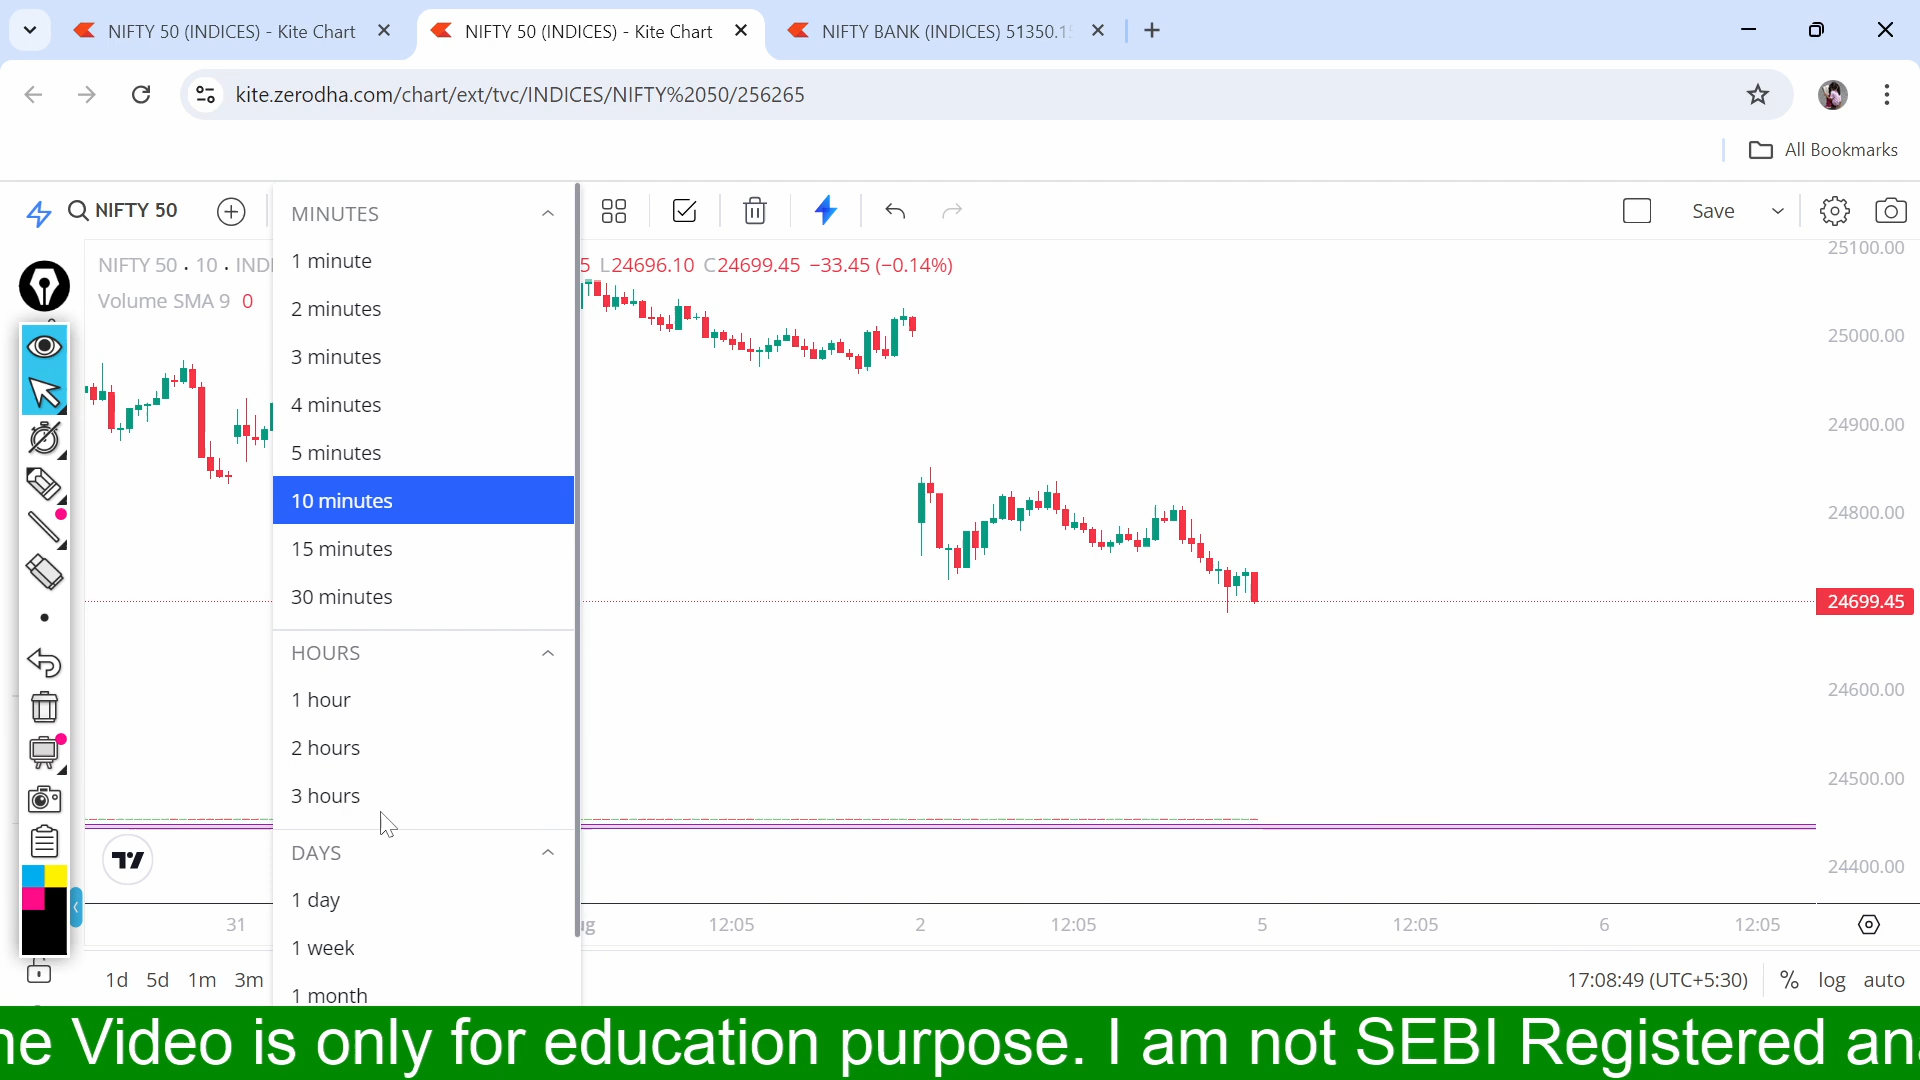 NIFTY 50 (INDICES) - Kite Chart
NIFTY 50 (INDICES) - Kite Chart
NIFTY BANK (INDICES) 51350.1
kite.zerodha.com/chart/ext/tvc/INDICES/NIFTY%2050/256265
All Bookmarks
NIFTY 50
Save
NIFTY 50 . 10 . INDI
5 L24696.10 C24699.45 −33.45 (−0.14%)
Volume SMA 9 0
MINUTES
1 minute
2 minutes
3 minutes
4 minutes
5 minutes
10 minutes
15 minutes
30 minutes
HOURS
1 hour
2 hours
3 hours
DAYS
1 day
1 week
1 month
25100.00
25000.00
24900.00
24800.00
24699.45
24600.00
24500.00
24400.00
31
ug
12:05
2
12:05
5
12:05
6
12:05
1d 5d 1m 3m
17:08:49 (UTC+5:30) % log auto
ne Video is only for education purpose. I am not SEBI Registered an